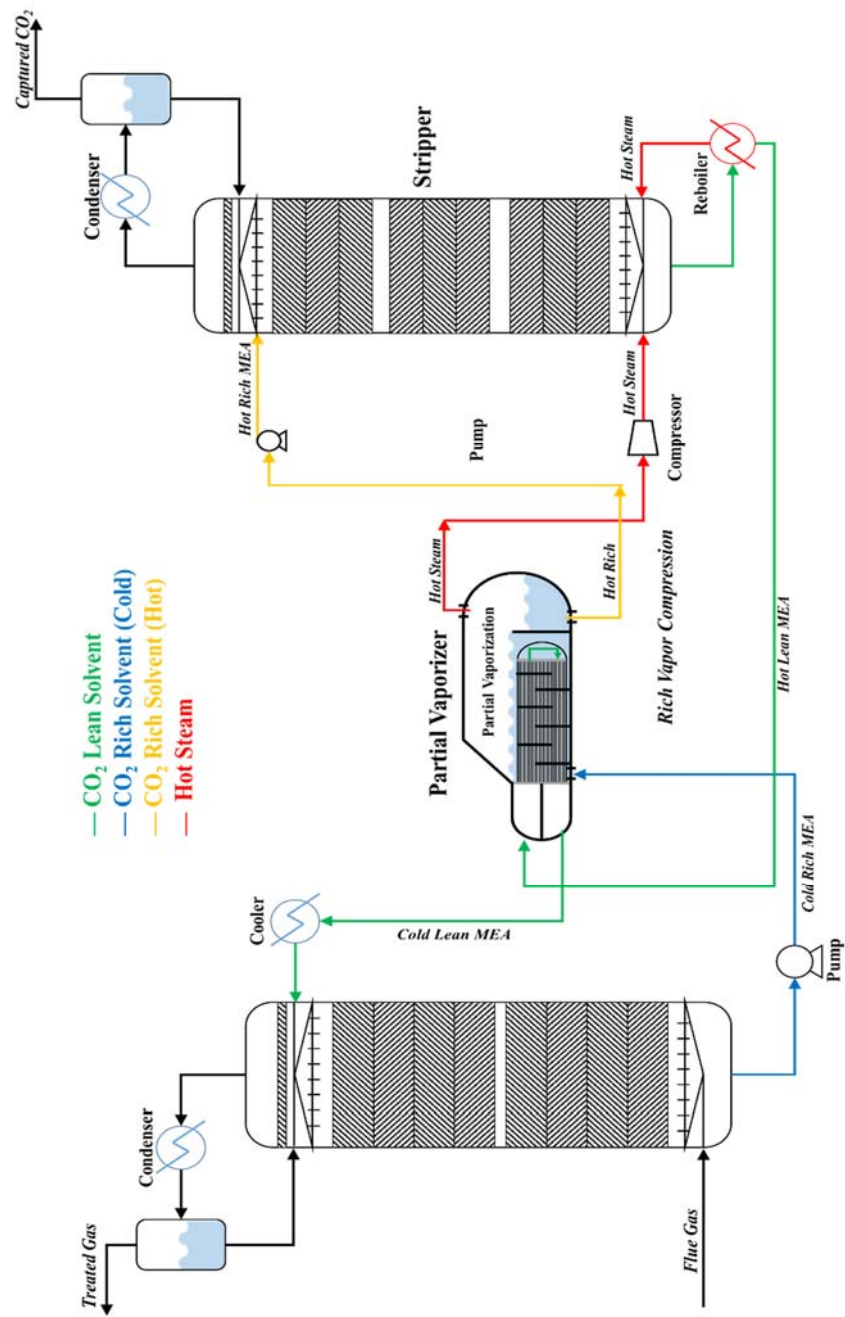 Treated Gas
Condenser
Flue Gas
Cooler
Cold Lean MEA
Pump
Cold Rich MEA
— CO₂ Lean Solvent
— CO₂ Rich Solvent (Cold)
— CO₂ Rich Solvent (Hot)
— Hot Steam
Partial Vaporizer
Partial Vaporization
Hot Steam
Hot Rich
Rich Vapor Compression
Hot Lean MEA
Pump
Hot Rich MEA
Compressor
Hot Steam
Stripper
Condenser
Captured CO₂
Hot Steam
Reboiler